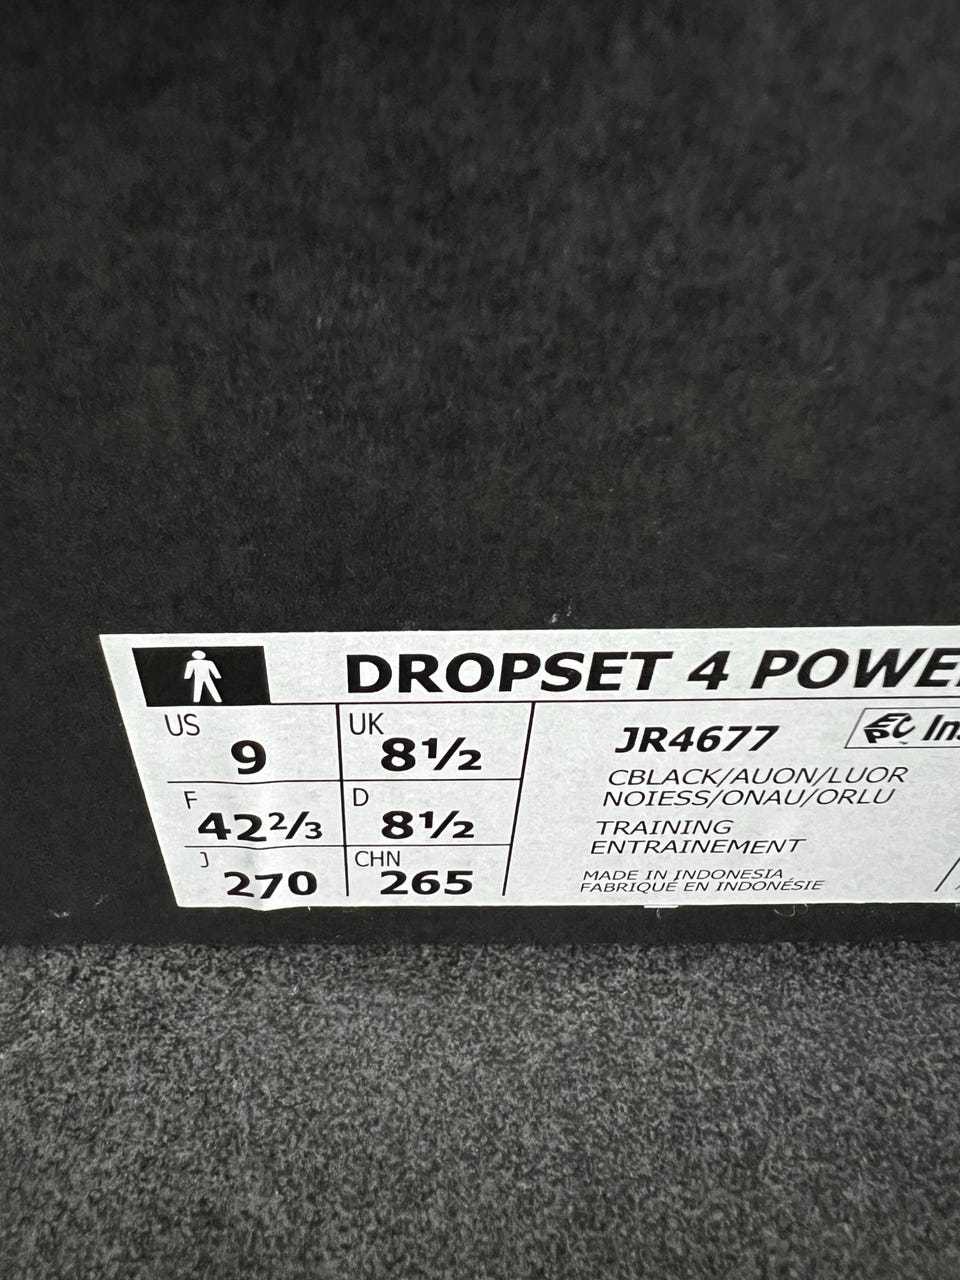 DROPSET 4 POWE
US 9 UK 8½
F 42⅔ D 8½
J 270 CHN 265
JR4677
CBLACK/AUON/LUOR
NOIESS/ONAU/ORLU
TRAINING
ENTRAINEMENT
MADE IN INDONESIA
FABRIQUÉ EN INDONÉSIE